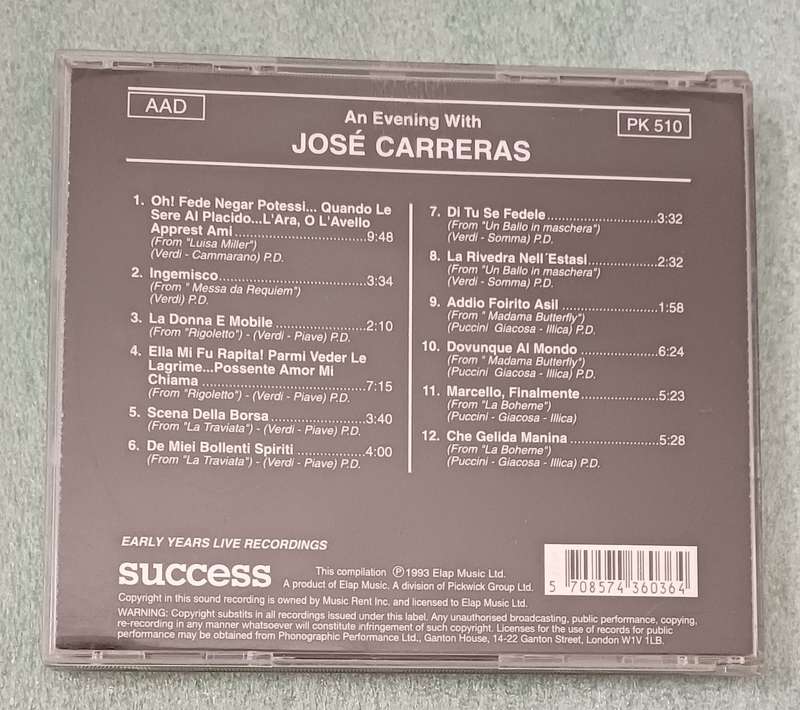 AAD
An Evening With
PK 510
JOSÉ CARRERAS
1. Oh! Fede Negar Potessi... Quando Le
Sere Al Placido...L'Ara, O L'Avello
Apprest Ami.............................9:48
(From "Luisa Miller")
(Verdi - Cammarano) P.D.
2. Ingemisco................................3:34
(From " Messa da Requiem")
(Verdi) P.D.
3. La Donna E Mobile....................2:10
(From "Rigoletto") - (Verdi - Piave) P.D.
4. Ella Mi Fu Rapita! Parmi Veder Le
Lagrime...Possente Amor Mi
Chiama....................................7:15
(From "Rigoletto") - (Verdi - Piave) P.D.
5. Scena Della Borsa.....................3:40
(From "La Traviata") - (Verdi - Piave) P.D.
6. De Miei Bollenti Spiriti................4:00
(From "La Traviata") - (Verdi - Piave) P.D.
7. Di Tu Se Fedele........................3:32
(From "Un Ballo in maschera")
(Verdi - Somma) P.D.
8. La Rivedra Nell´Estasi................2:32
(From "Un Ballo in maschera")
(Verdi - Somma) P.D.
9. Addio Foirito Asil......................1:58
(From " Madama Butterfly")
(Puccini Giacosa - Illica) P.D.
10. Dovunque Al Mondo..................6:24
(From " Madama Butterfly")
(Puccini Giacosa - Illica) P.D.
11. Marcello, Finalmente..................5:23
(From "La Boheme")
(Puccini - Giacosa - Illica)
12. Che Gelida Manina.....................5:28
(From "La Boheme")
(Puccini - Giacosa - Illica) P.D.
EARLY YEARS LIVE RECORDINGS
success
This compilation ℗1993 Elap Music Ltd.
A product of Elap Music. A division of Pickwick Group Ltd.
5 708574 360364
Copyright in this sound recording is owned by Music Rent Inc. and licensed to Elap Music Ltd.
WARNING: Copyright substits in all recordings issued under this label. Any unauthorised broadcasting, public performance, copying,
re-recording in any manner whatsoever will constitute infringement of such copyright. Licenses for the use of records for public
performance may be obtained from Phonographic Performance Ltd., Ganton House, 14-22 Ganton Street, London W1V 1LB.